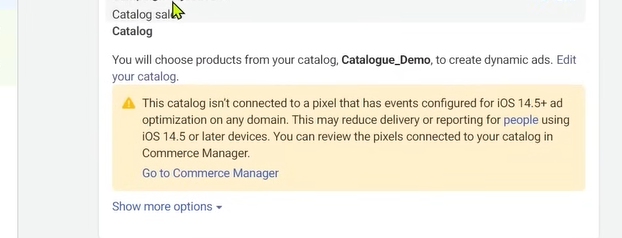 Catalog sales
Catalog
You will choose products from your catalog, Catalogue_Demo, to create dynamic ads. Edit
your catalog.
This catalog isn't connected to a pixel that has events configured for iOS 14.5+ ad
optimization on any domain. This may reduce delivery or reporting for people using
iOS 14.5 or later devices. You can review the pixels connected to your catalog in
Commerce Manager.
Go to Commerce Manager
Show more options